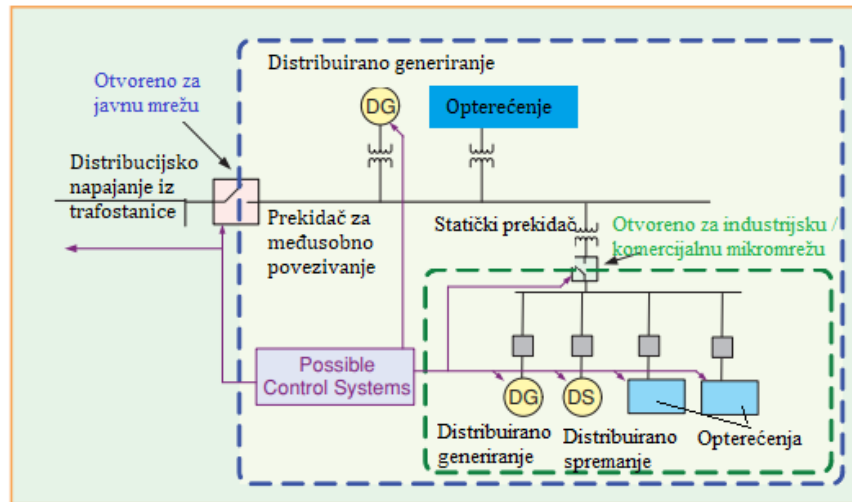 Distribuirano generiranje
Otvoreno za
javnu mrežu
DG
Opterećenje
Distribucijsko
napajanje iz
trafostanice
Prekidač za
međusobno
povezivanje
Statički prekidač
Otvoreno za industrijsku /
komercijalnu mikromrežu
Possible
Control Systems
DG
DS
Distribuirano
generiranje
Distribuirano
spremanje
Opterećenja